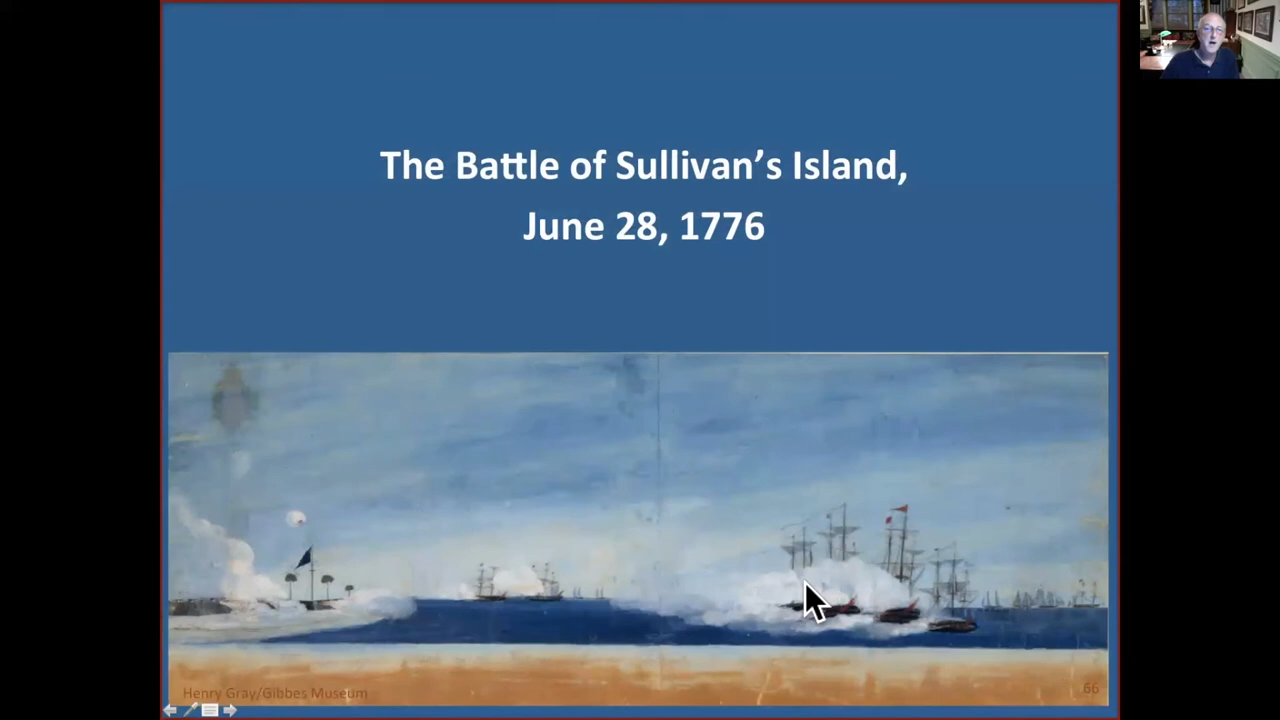 The Battle of Sullivan’s Island,
June 28, 1776
Henry Gray/Gibbes Museum
66